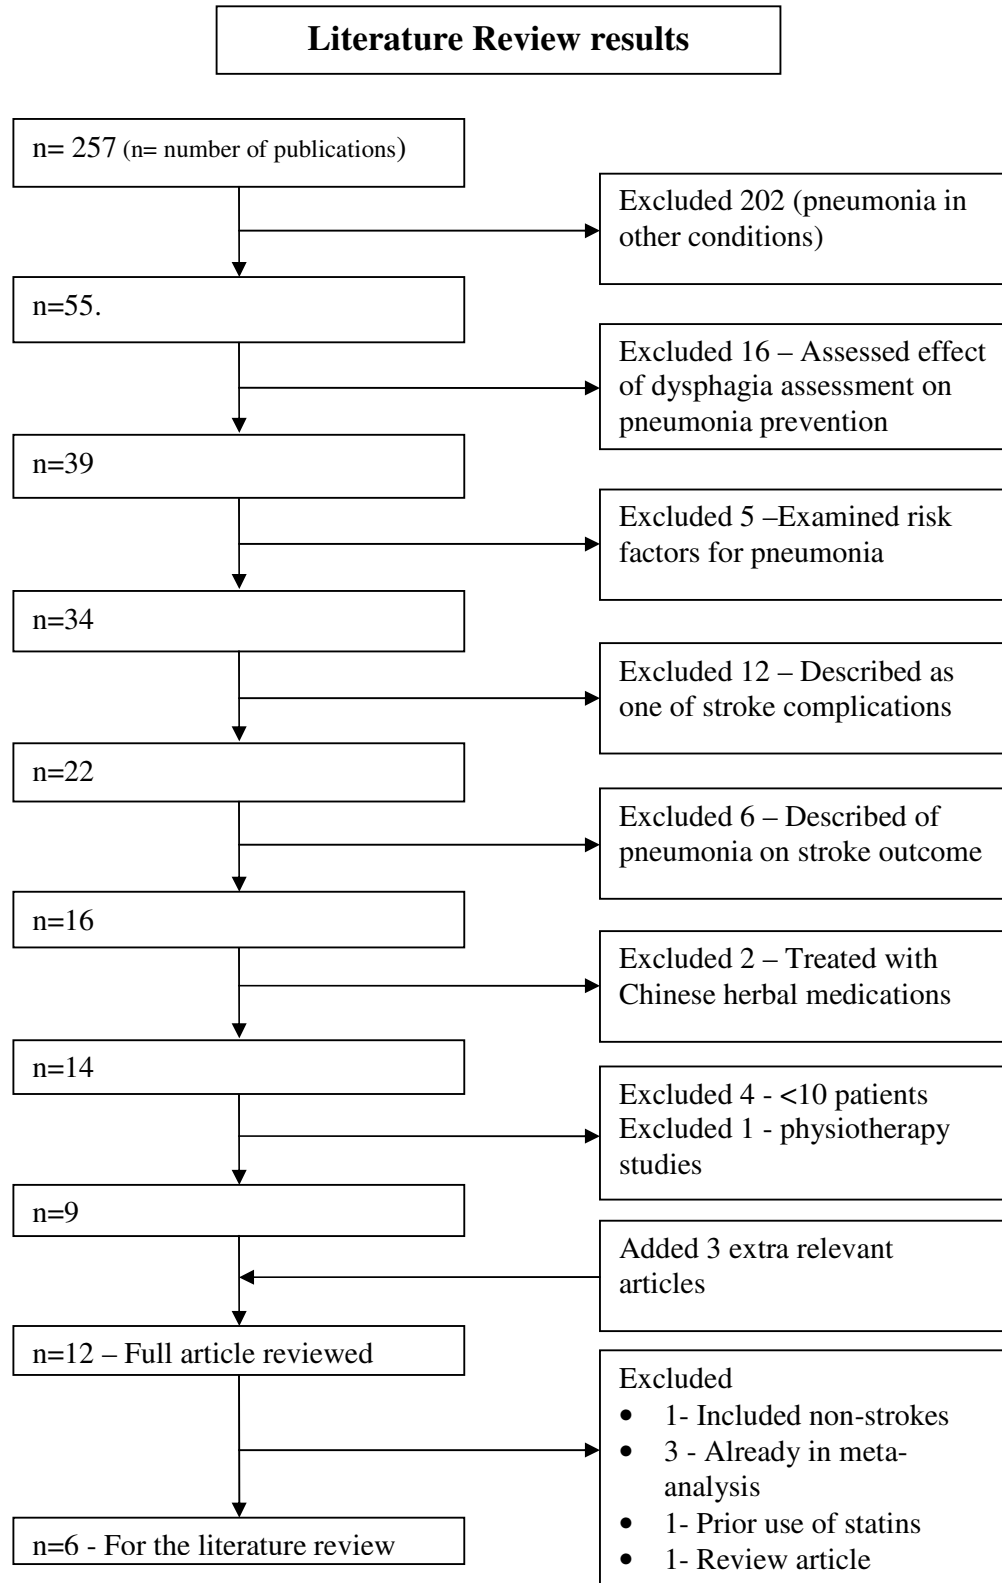 Literature Review results
n= 257 (n= number of publications)
Excluded 202 (pneumonia in
other conditions)
n=55.
Excluded 16 – Assessed effect
of dysphagia assessment on
pneumonia prevention
n=39
Excluded 5 –Examined risk
factors for pneumonia
n=34
Excluded 12 – Described as
one of stroke complications
n=22
Excluded 6 – Described of
pneumonia on stroke outcome
n=16
Excluded 2 – Treated with
Chinese herbal medications
n=14
Excluded 4 - <10 patients
Excluded 1 - physiotherapy
studies
n=9
Added 3 extra relevant
articles
n=12 – Full article reviewed
Excluded
• 1- Included non-strokes
• 3 - Already in meta-
analysis
• 1- Prior use of statins
• 1- Review article
n=6 - For the literature review